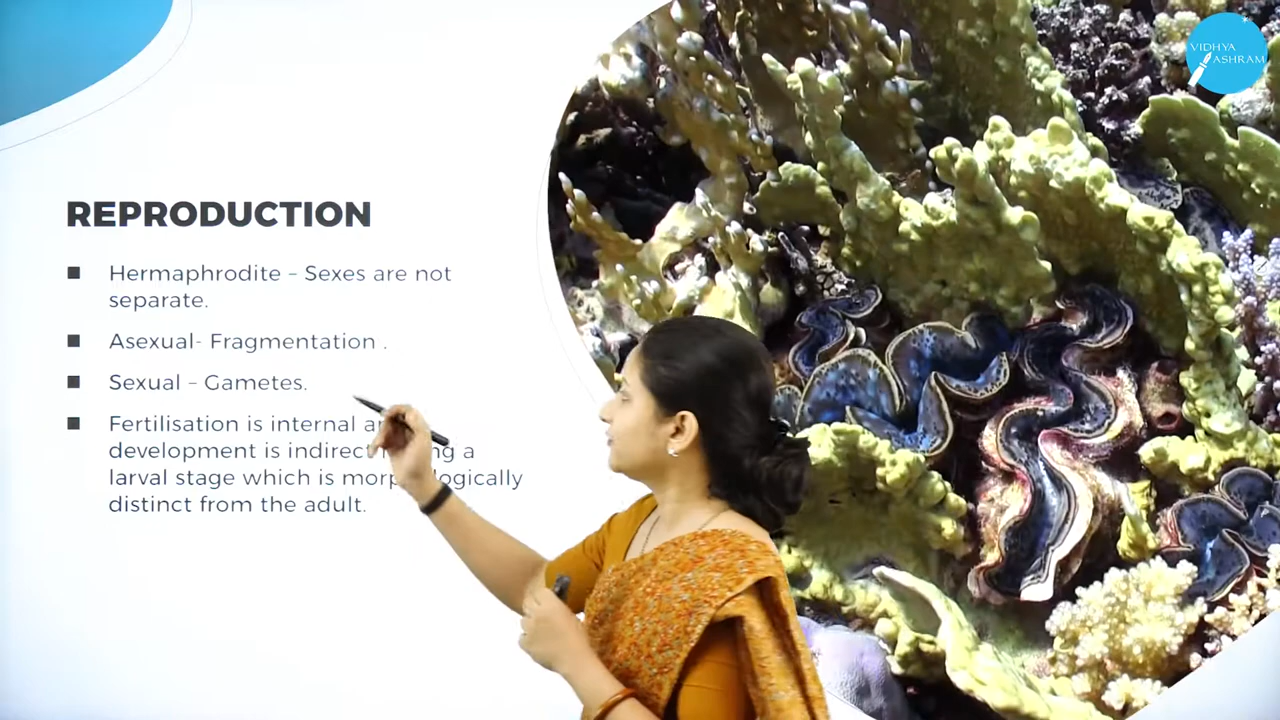 VIDHYA
ASHRAM
REPRODUCTION
Hermaphrodite – Sexes are not
separate.
Asexual- Fragmentation .
Sexual – Gametes.
Fertilisation is internal
development is indirect a
larval stage which is
distinct from the adult.